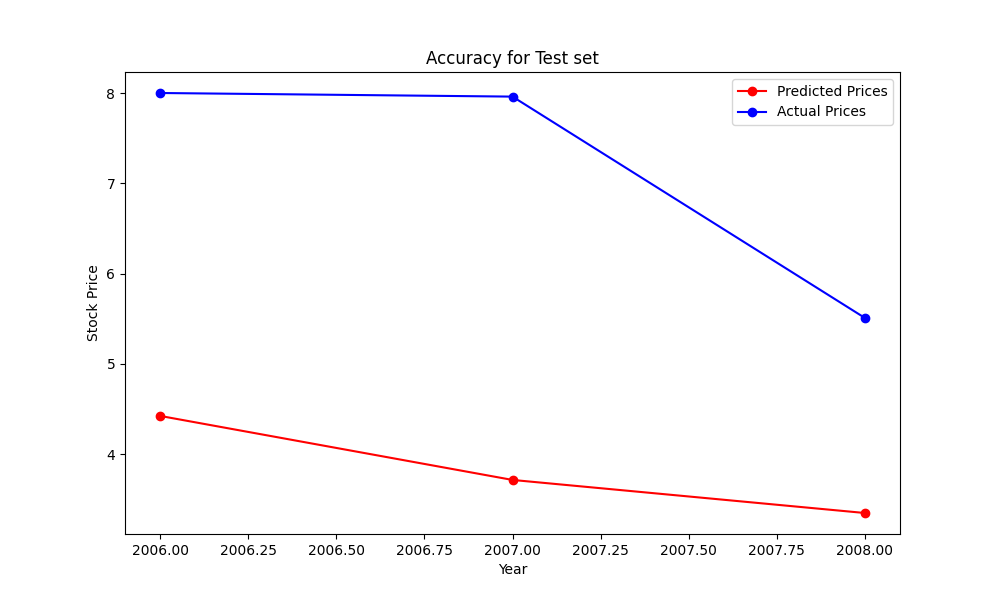 Accuracy for Test set
Predicted Prices
Actual Prices
8
7
6
5
4
Stock Price
2006.00 2006.25 2006.50 2006.75 2007.00 2007.25 2007.50 2007.75 2008.00
Year